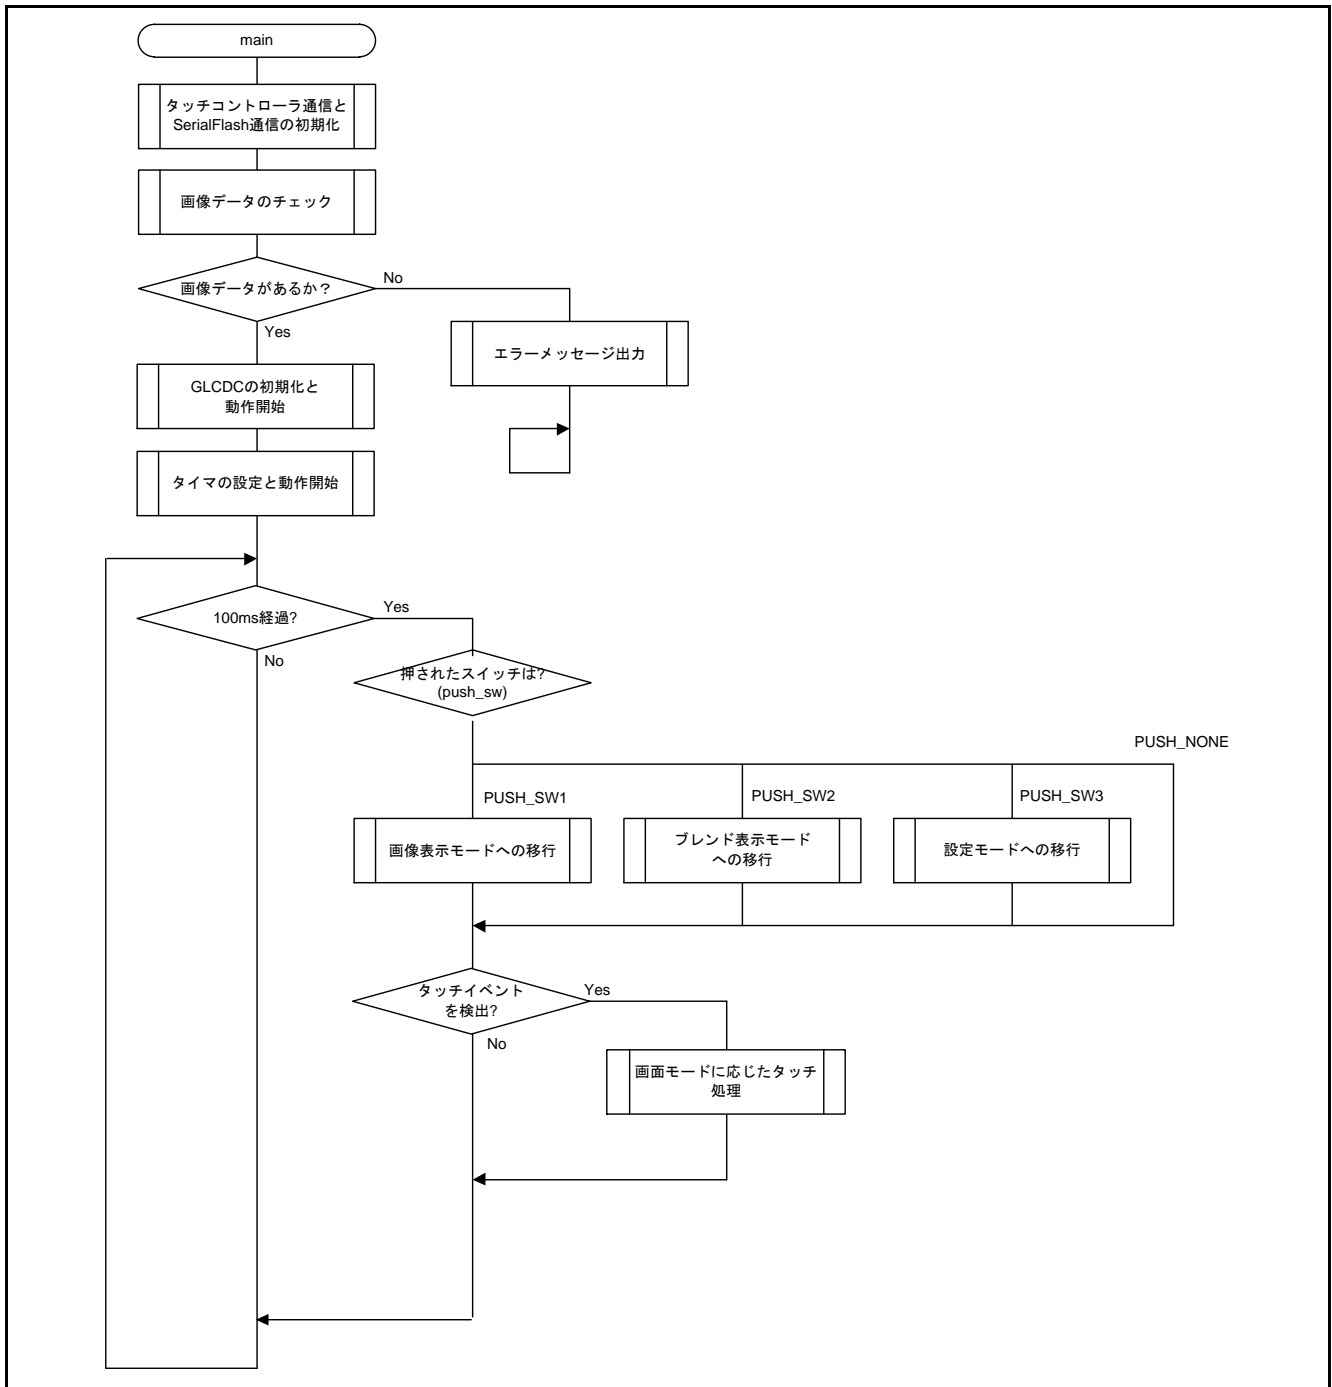 main
タッチコントローラ通信と
SerialFlash通信の初期化
画像データのチェック
画像データがあるか？
No
Yes
エラーメッセージ出力
GLCDCの初期化と
動作開始
タイマの設定と動作開始
100ms経過?
Yes
No
押されたスイッチは?
(push_sw)
PUSH_NONE
PUSH_SW1
PUSH_SW2
PUSH_SW3
画像表示モードへの移行
ブレンド表示モード
への移行
設定モードへの移行
タッチイベント
を検出?
Yes
No
画面モードに応じたタッチ
処理